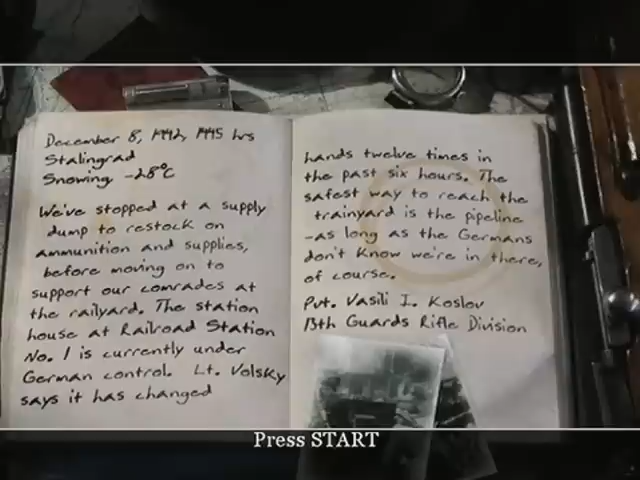 December 8, 1942, 1445 hrs
Stalingrad
Snowing, -28°C
We've stopped at a supply
dump to restock on
ammunition and supplies,
before moving on to
support our comrades at
the railyard. The station
house at Railroad Station
No. 1 is currently under
German control. Lt. Volsky
says it has changed
hands twelve times in
the past six hours. The
safest way to reach the
trainyard is the pipeline
-as long as the Germans
don't know we're in there,
of course.
Pvt. Vasili I. Koslov
13th Guards Rifle Division
Press START